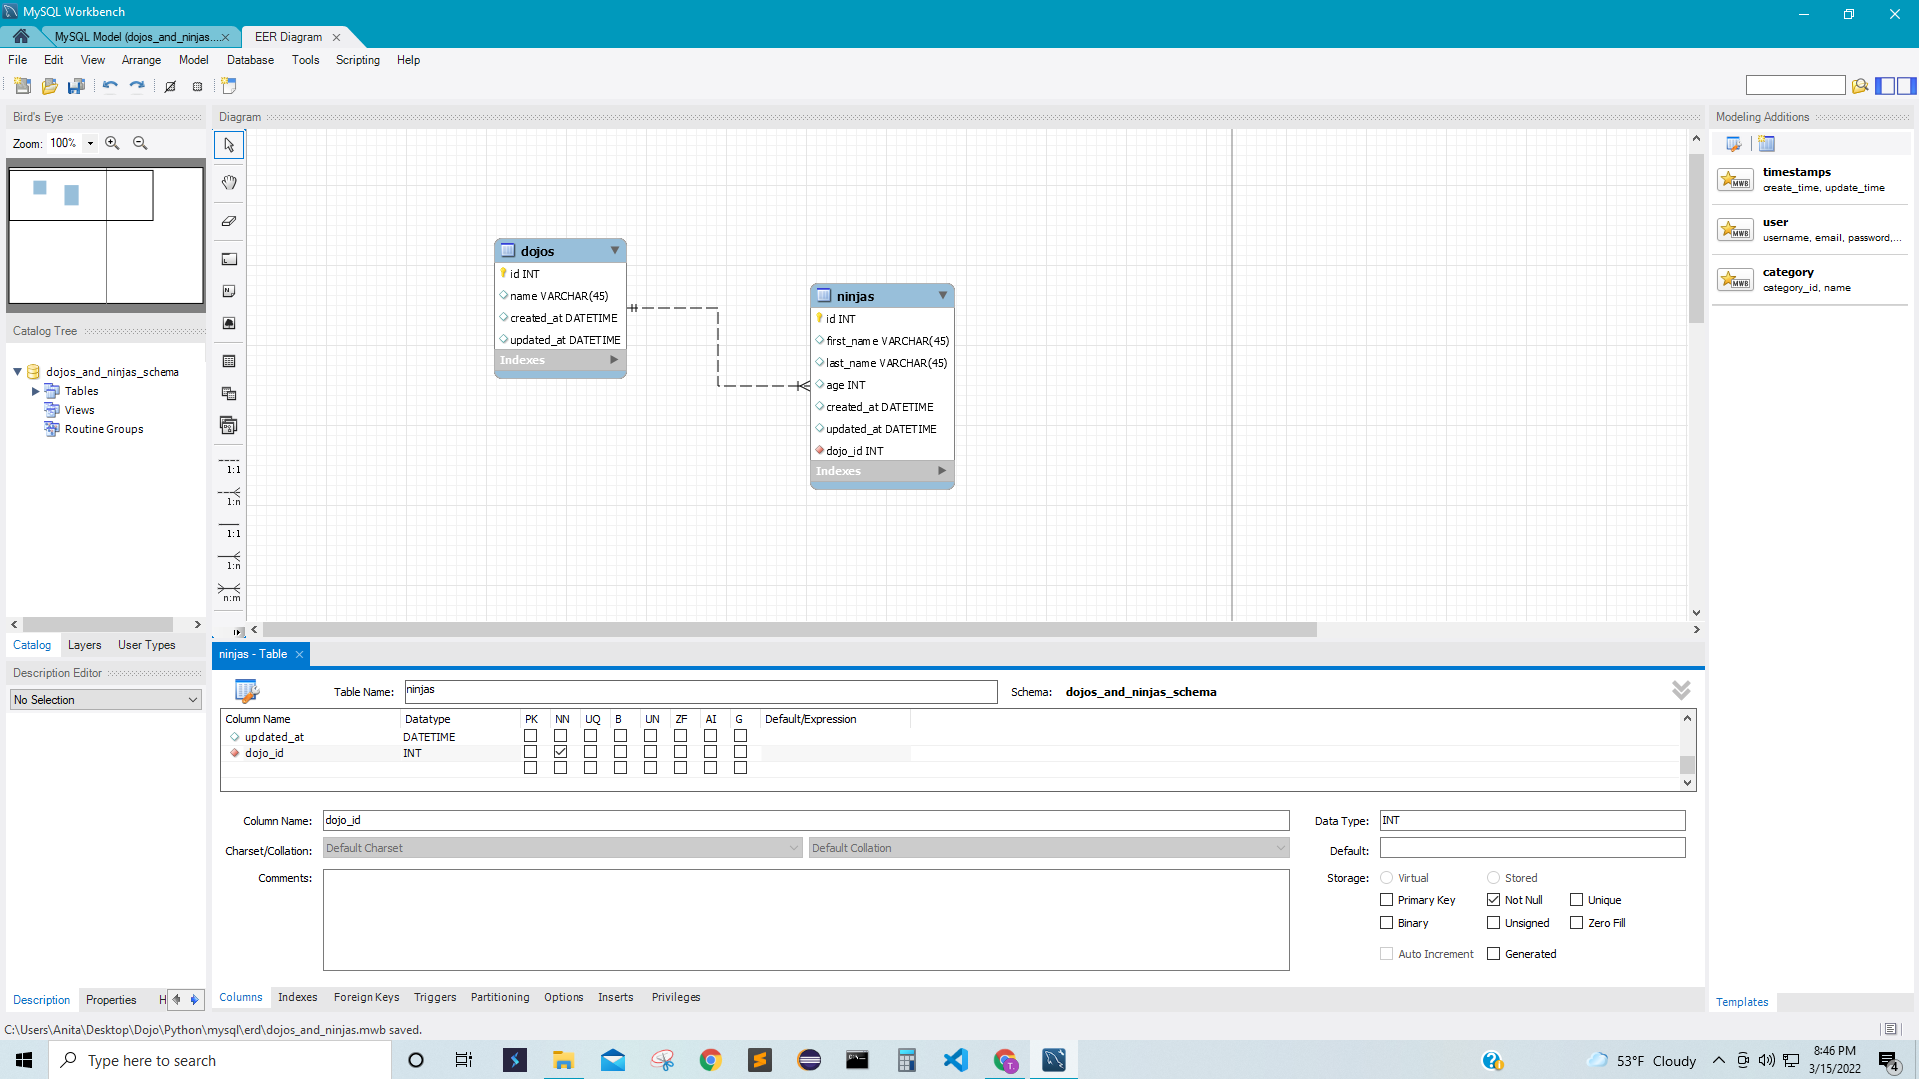 MySQL Workbench
MySQL Model (dojos_and_ninjas....
EER Diagram
File Edit View Arrange Model Database Tools Scripting Help
Bird's Eye
Zoom: 100%
Catalog Tree
dojos_and_ninjas_schema
Tables
Views
Routine Groups
Catalog Layers User Types
Description Editor
No Selection
Description Properties H
Diagram
1:1
1:n
1:1
1:n
n:m
dojos
id INT
name VARCHAR(45)
created_at DATETIME
updated_at DATETIME
Indexes
ninjas
id INT
first_name VARCHAR(45)
last_name VARCHAR(45)
age INT
created_at DATETIME
updated_at DATETIME
dojo_id INT
Indexes
Modeling Additions
timestamps
create_time, update_time
user
username, email, password,...
category
category_id, name
Templates
ninjas - Table
Table Name: ninjas Schema: dojos_and_ninjas_schema
Column Name Datatype PK NN UQ B UN ZF AI G Default/Expression
updated_at DATETIME
dojo_id INT
Column Name: dojo_id Data Type: INT
Charset/Collation: Default Charset Default Collation Default:
Comments: Storage: Virtual Stored
Primary Key Not Null Unique
Binary Unsigned Zero Fill
Auto Increment Generated
Columns Indexes Foreign Keys Triggers Partitioning Options Inserts Privileges
C:\Users\Anita\Desktop\Dojo\Python\mysql\erd\dojos_and_ninjas.mwb saved.
Type here to search
53°F Cloudy
8:46 PM
3/15/2022
4